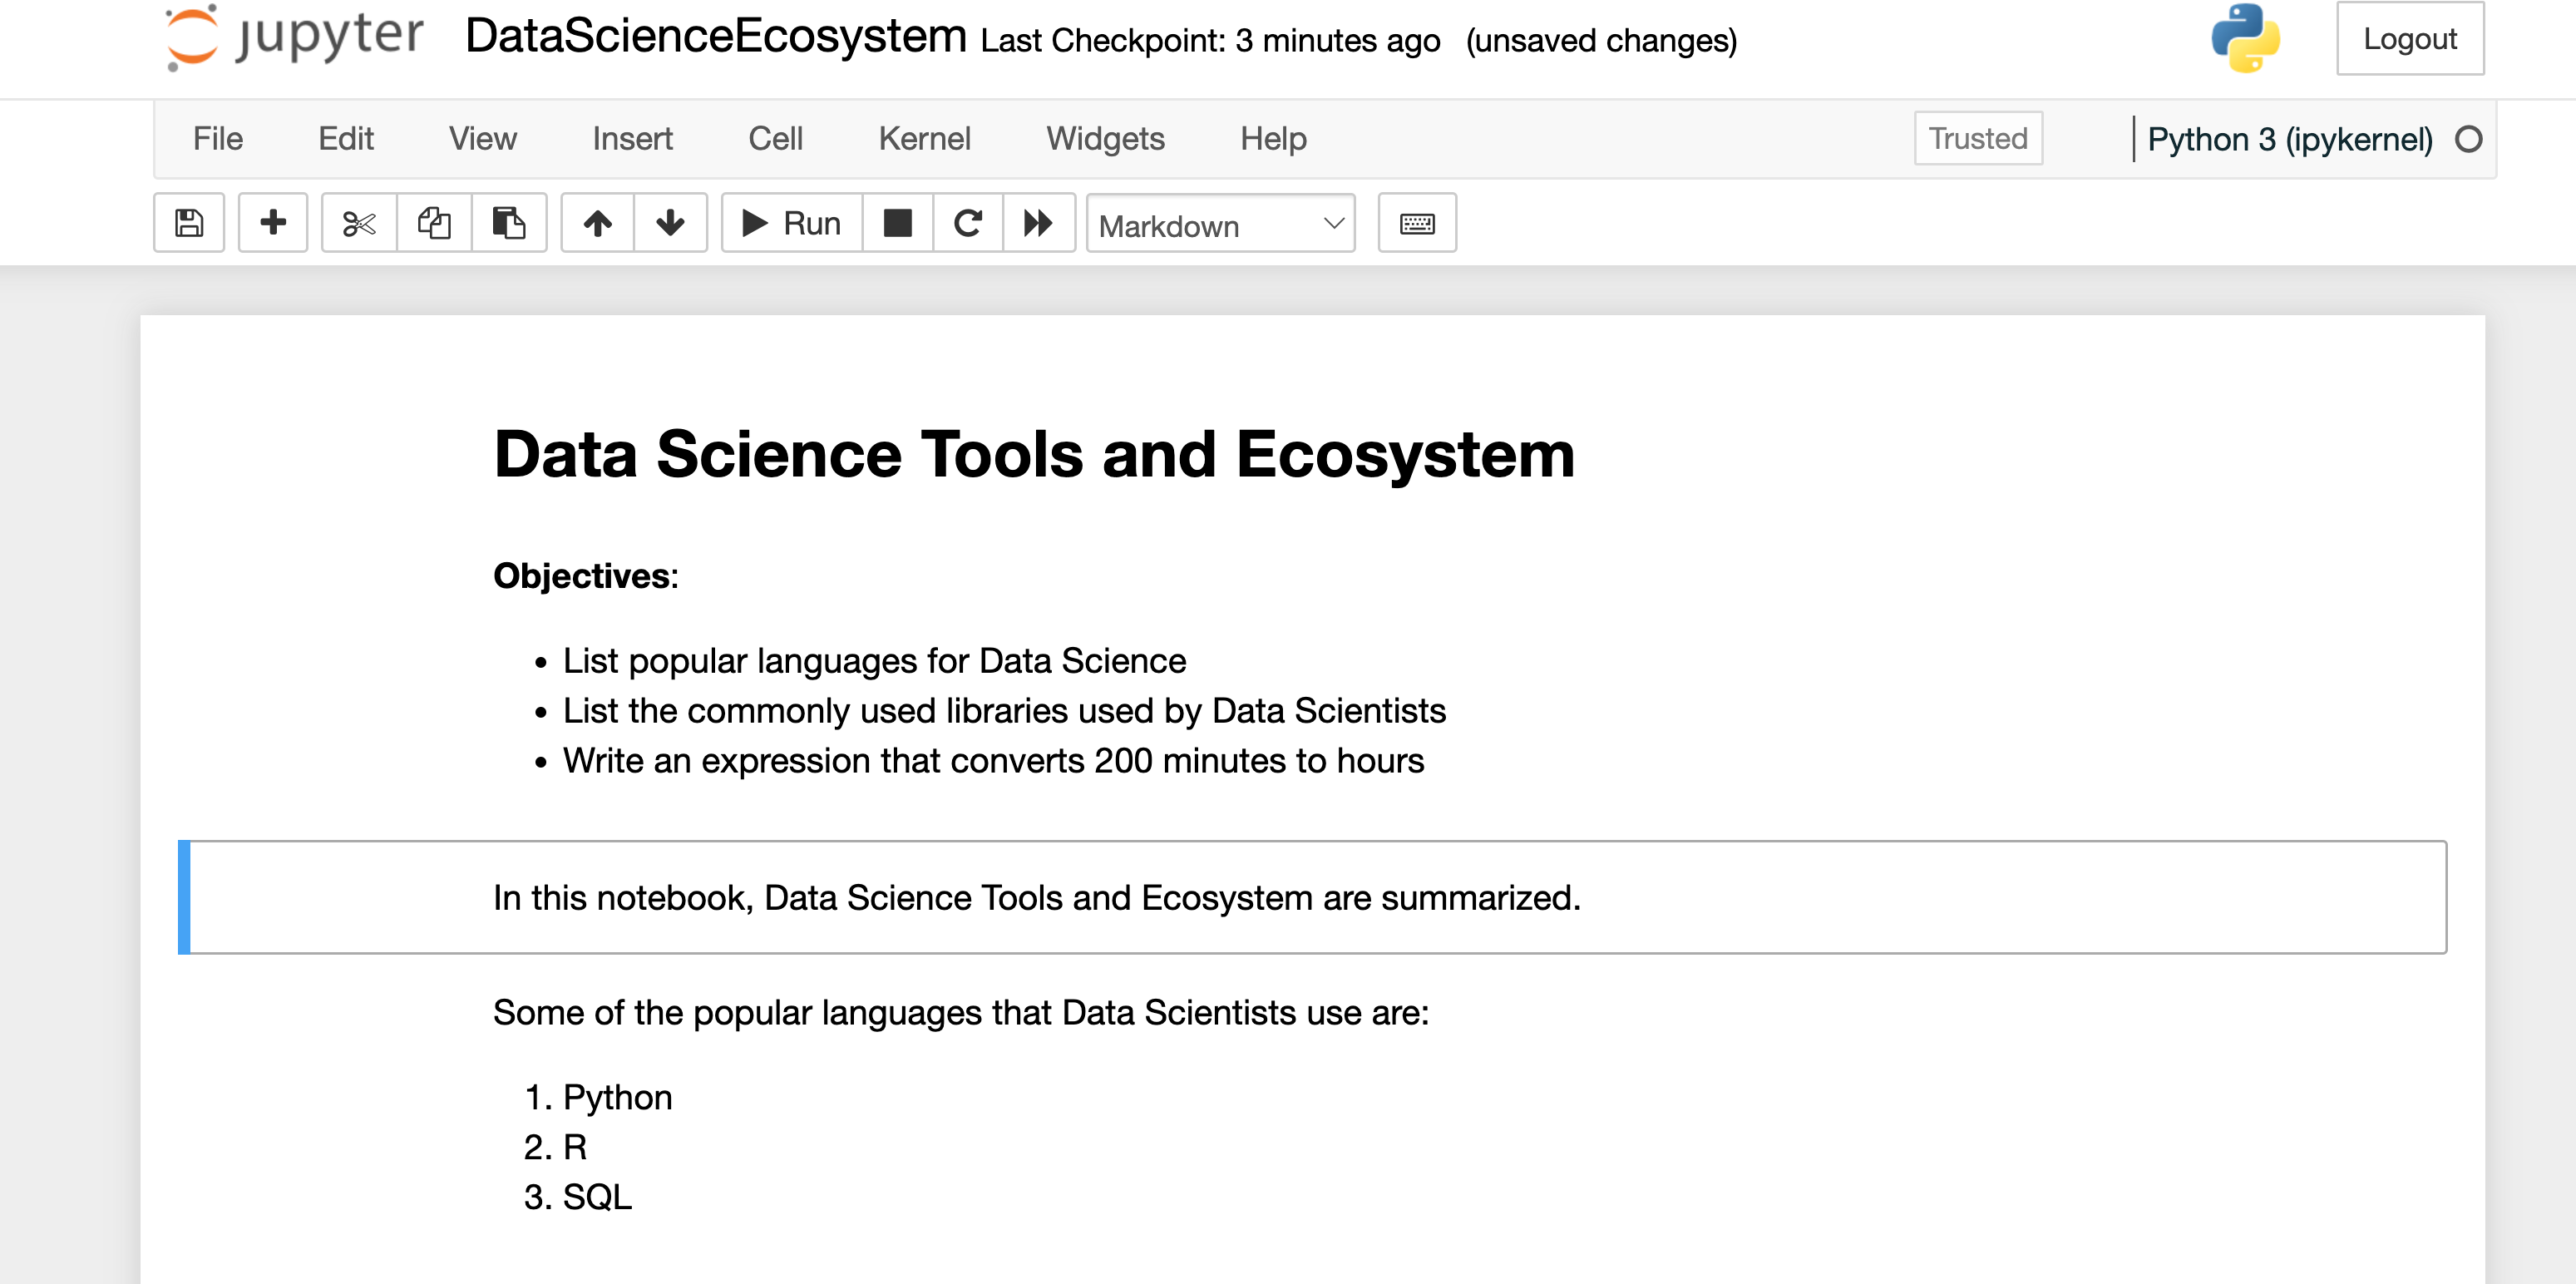 jupyter DataScienceEcosystem Last Checkpoint: 3 minutes ago (unsaved changes) Logout
File Edit View Insert Cell Kernel Widgets Help Trusted Python 3 (ipykernel)
Run Markdown
Data Science Tools and Ecosystem
Objectives:
• List popular languages for Data Science
• List the commonly used libraries used by Data Scientists
• Write an expression that converts 200 minutes to hours
In this notebook, Data Science Tools and Ecosystem are summarized.
Some of the popular languages that Data Scientists use are:
1. Python
2. R
3. SQL